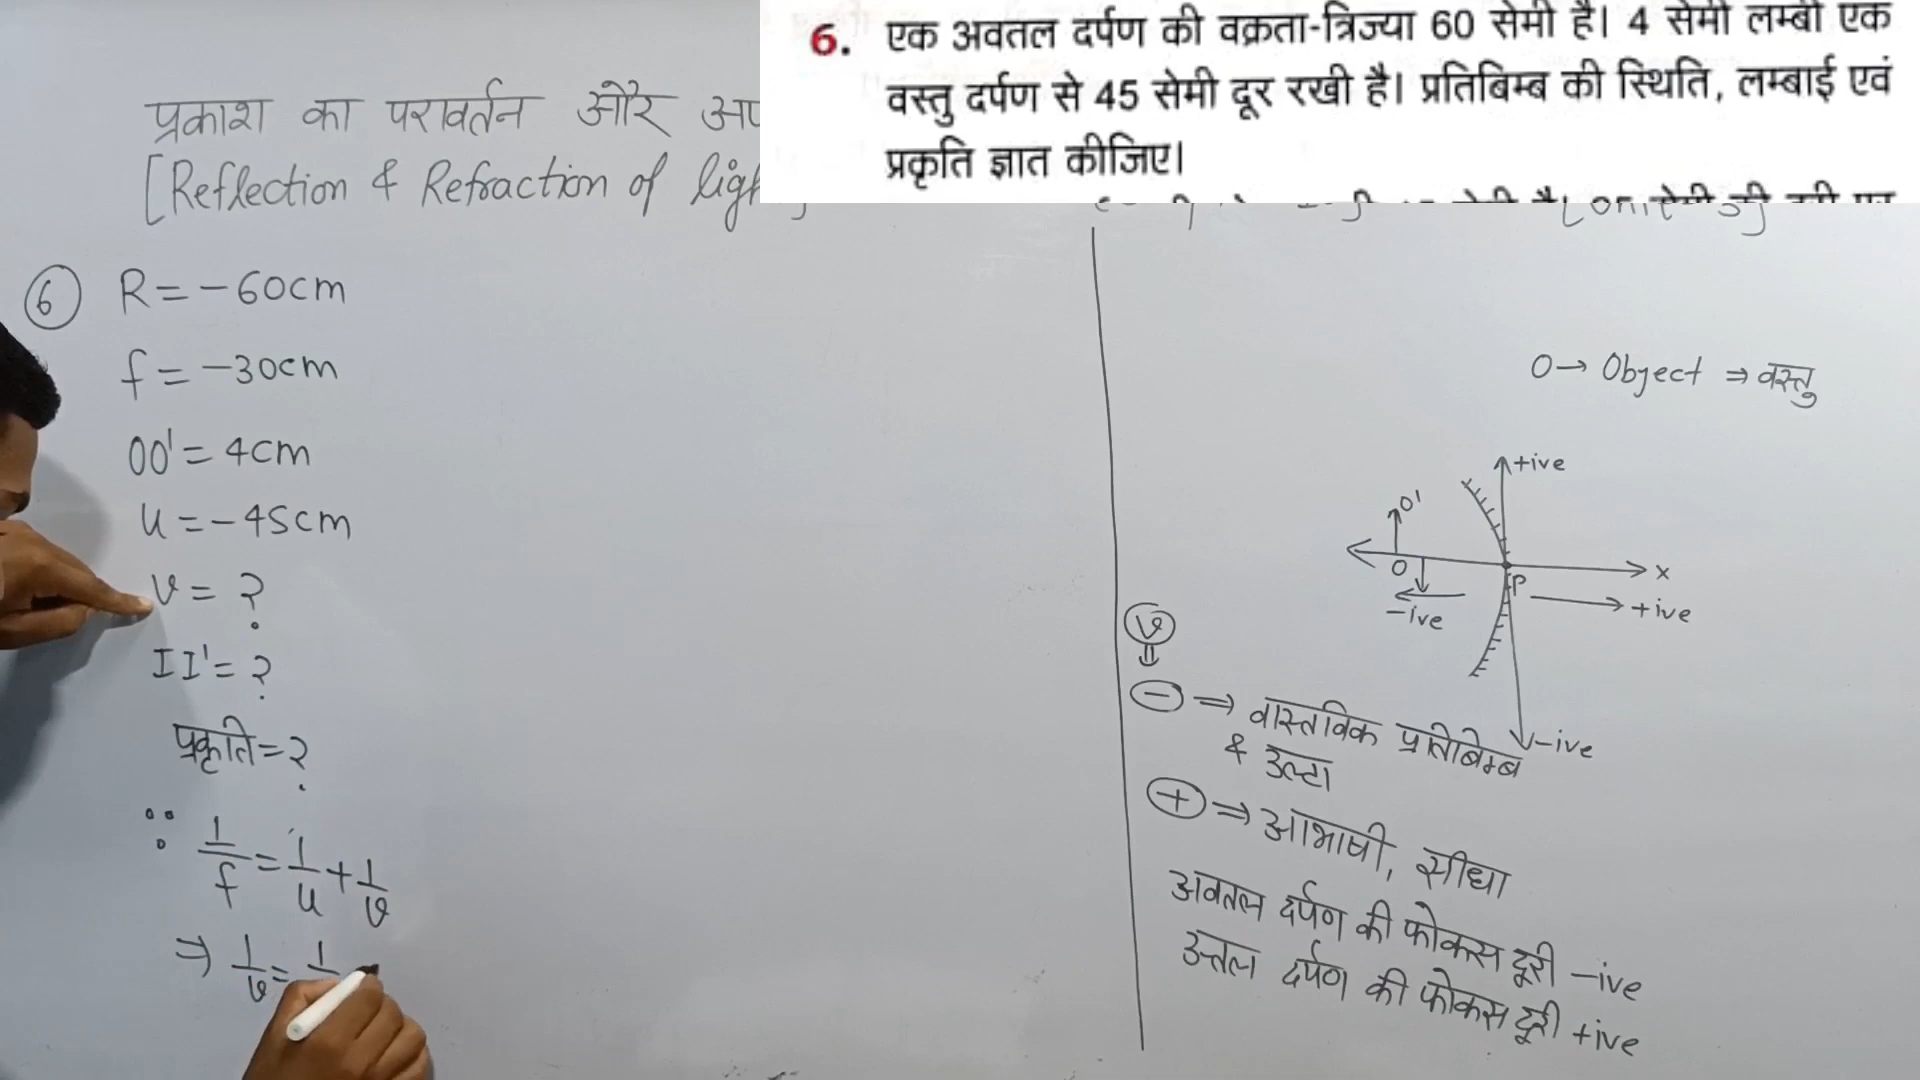 6. एक अवतल दर्पण की वक्रता-त्रिज्या 60 सेमी है। 4 सेमी लम्बी एक
वस्तु दर्पण से 45 सेमी दूर रखी है। प्रतिबिम्ब की स्थिति, लम्बाई एवं
प्रकृति ज्ञात कीजिए।
प्रकाश का परावर्तन और
[Reflection & Refraction of
6 R = -60cm
f = -30cm
OO' = 4cm
u = -45cm
v = ?
II' = ?
प्रकृति = ?
∵ 1/f = 1/u + 1/v
⇒ 1/v = 1
O → Object ⇒ वस्तु
+ive
O'
O
P
x
-ive
+ive
-ive
v
⇓
- ⇒ वास्तविक प्रतिबिम्ब
& उल्टा
+ ⇒ आभाषी, सीधा
अवतल दर्पण की फोकस दूरी -ive
उत्तल दर्पण की फोकस दूरी +ive